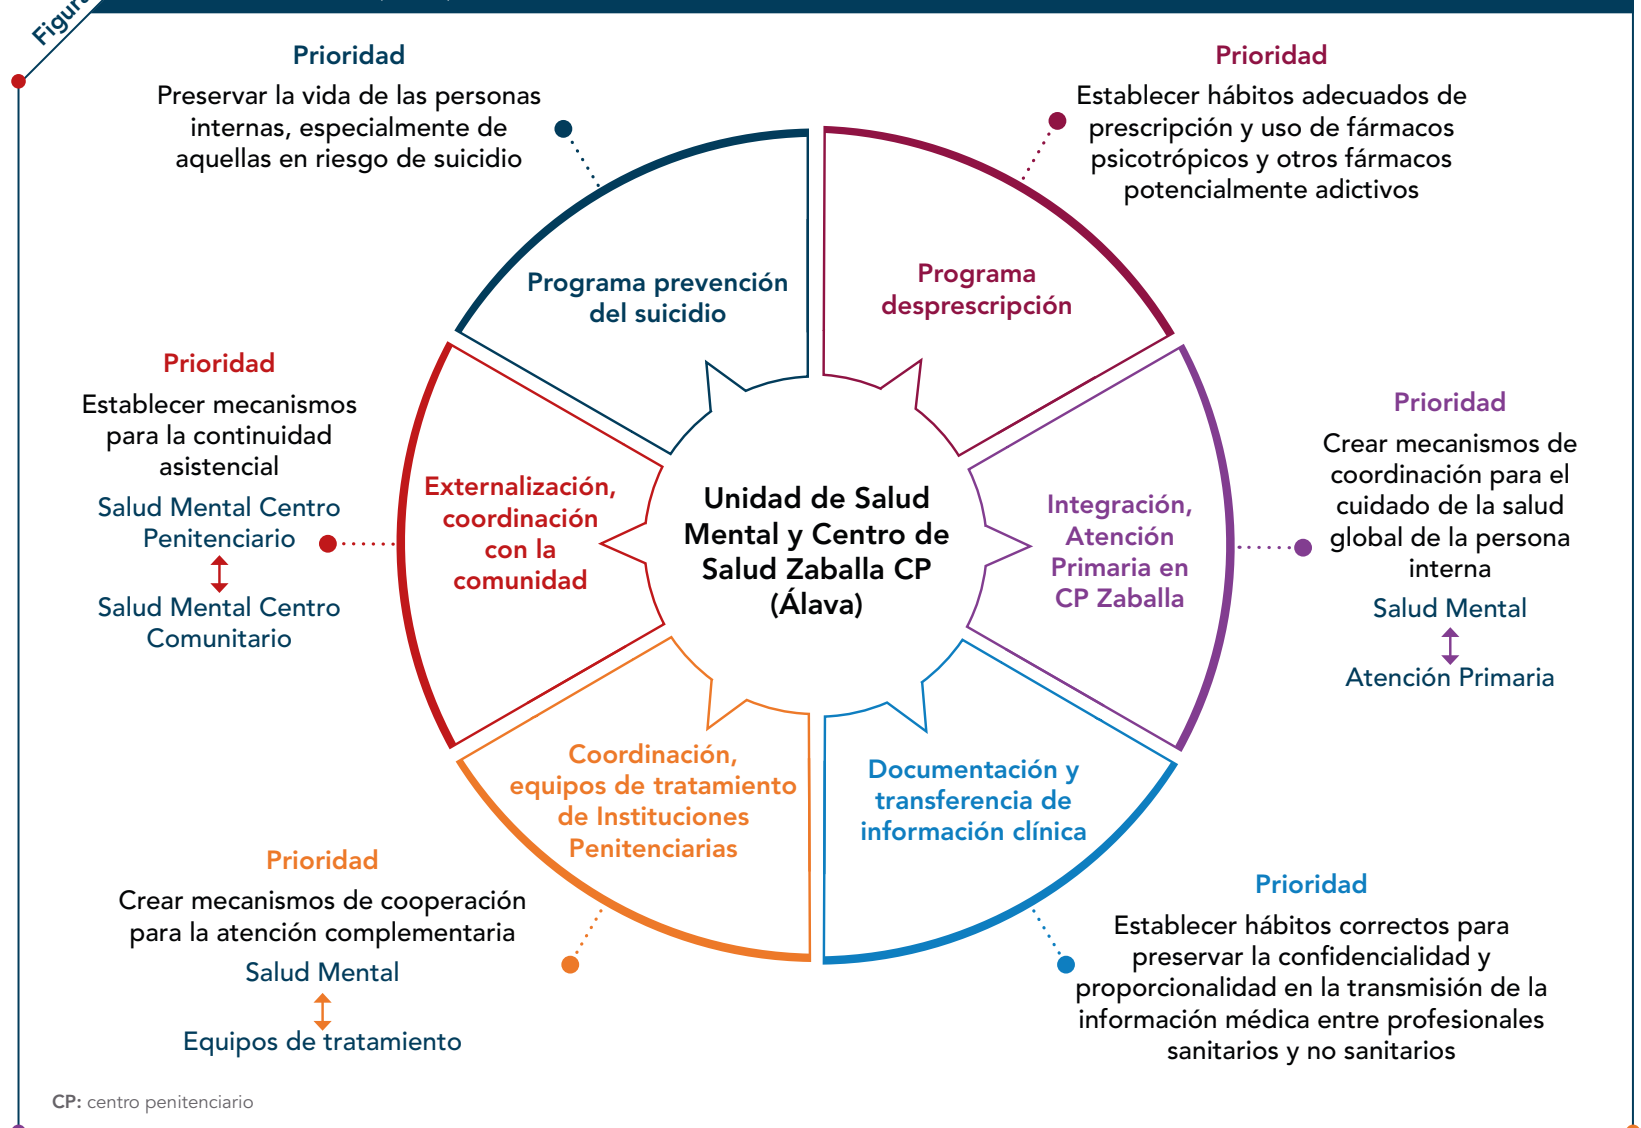 Figura
Prioridad
Preservar la vida de las personas
internas, especialmente de
aquellas en riesgo de suicidio
Prioridad
Establecer hábitos adecuados de
prescripción y uso de fármacos
psicotrópicos y otros fármacos
potencialmente adictivos
Programa prevención
del suicidio
Programa
desprescripción
Prioridad
Establecer mecanismos
para la continuidad
asistencial
Salud Mental Centro
Penitenciario
Salud Mental Centro
Comunitario
Externalización,
coordinación
con la
comunidad
Unidad de Salud
Mental y Centro de
Salud Zaballa CP
(Álava)
Integración,
Atención
Primaria en
CP Zaballa
Prioridad
Crear mecanismos de
coordinación para el
cuidado de la salud
global de la persona
interna
Salud Mental
Atención Primaria
Coordinación,
equipos de tratamiento
de Instituciones
Penitenciarias
Documentación y
transferencia de
información clínica
Prioridad
Crear mecanismos de cooperación
para la atención complementaria
Salud Mental
Equipos de tratamiento
Prioridad
Establecer hábitos correctos para
preservar la confidencialidad y
proporcionalidad en la transmisión de la
información médica entre profesionales
sanitarios y no sanitarios
CP: centro penitenciario